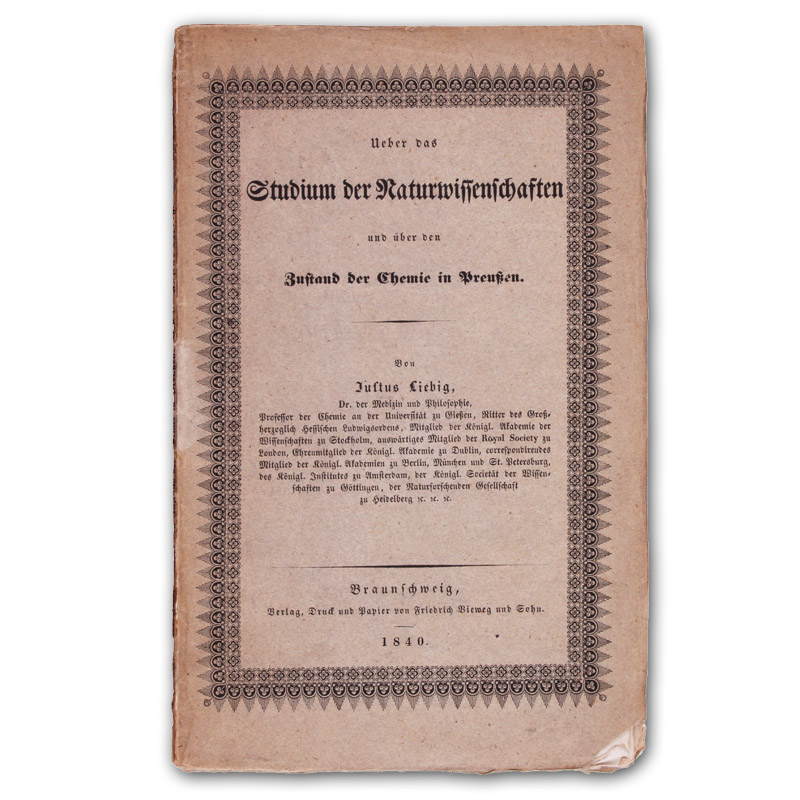 Ueber das
Studium der Naturwissenschaften
und über den
Zustand der Chemie in Preußen.
Von
Justus Liebig,
Dr. der Medizin und Philosophie,
Professor der Chemie an der Universität zu Gießen, Ritter des Groß-
herzoglich Hessischen Ludwigsordens, Mitglied der Königl. Akademie der
Wissenschaften zu Stockholm, auswärtiges Mitglied der Royal Society zu
London, Ehrenmitglied der Königl. Akademie zu Dublin, correspondirendes
Mitglied der Königl. Akademien zu Berlin, München und St. Petersburg,
des Königl. Institutes zu Amsterdam, der Königl. Societät der Wissen-
schaften zu Göttingen, der Naturforschenden Gesellschaft
zu Heidelberg ꝛc. ꝛc. ꝛc.
Braunschweig,
Verlag, Druck und Papier von Friedrich Vieweg und Sohn.
1840.